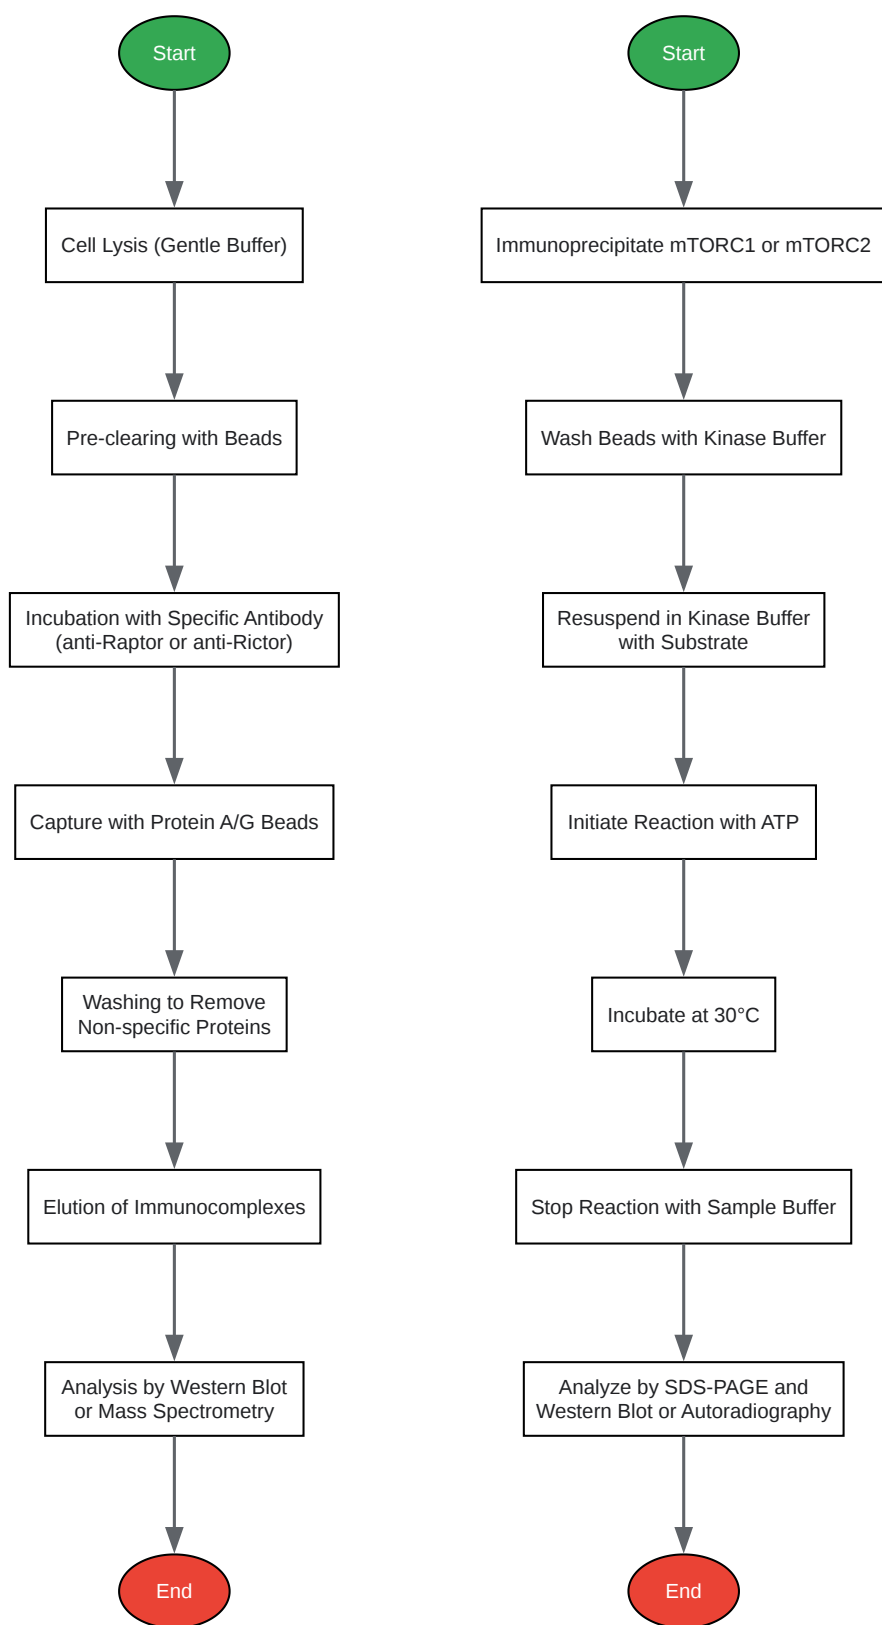 Start
Cell Lysis (Gentle Buffer)
Pre-clearing with Beads
Incubation with Specific Antibody
(anti-Raptor or anti-Rictor)
Capture with Protein A/G Beads
Washing to Remove
Non-specific Proteins
Elution of Immunocomplexes
Analysis by Western Blot
or Mass Spectrometry
End
Start
Immunoprecipitate mTORC1 or mTORC2
Wash Beads with Kinase Buffer
Resuspend in Kinase Buffer
with Substrate
Initiate Reaction with ATP
Incubate at 30°C
Stop Reaction with Sample Buffer
Analyze by SDS-PAGE and
Western Blot or Autoradiography
End